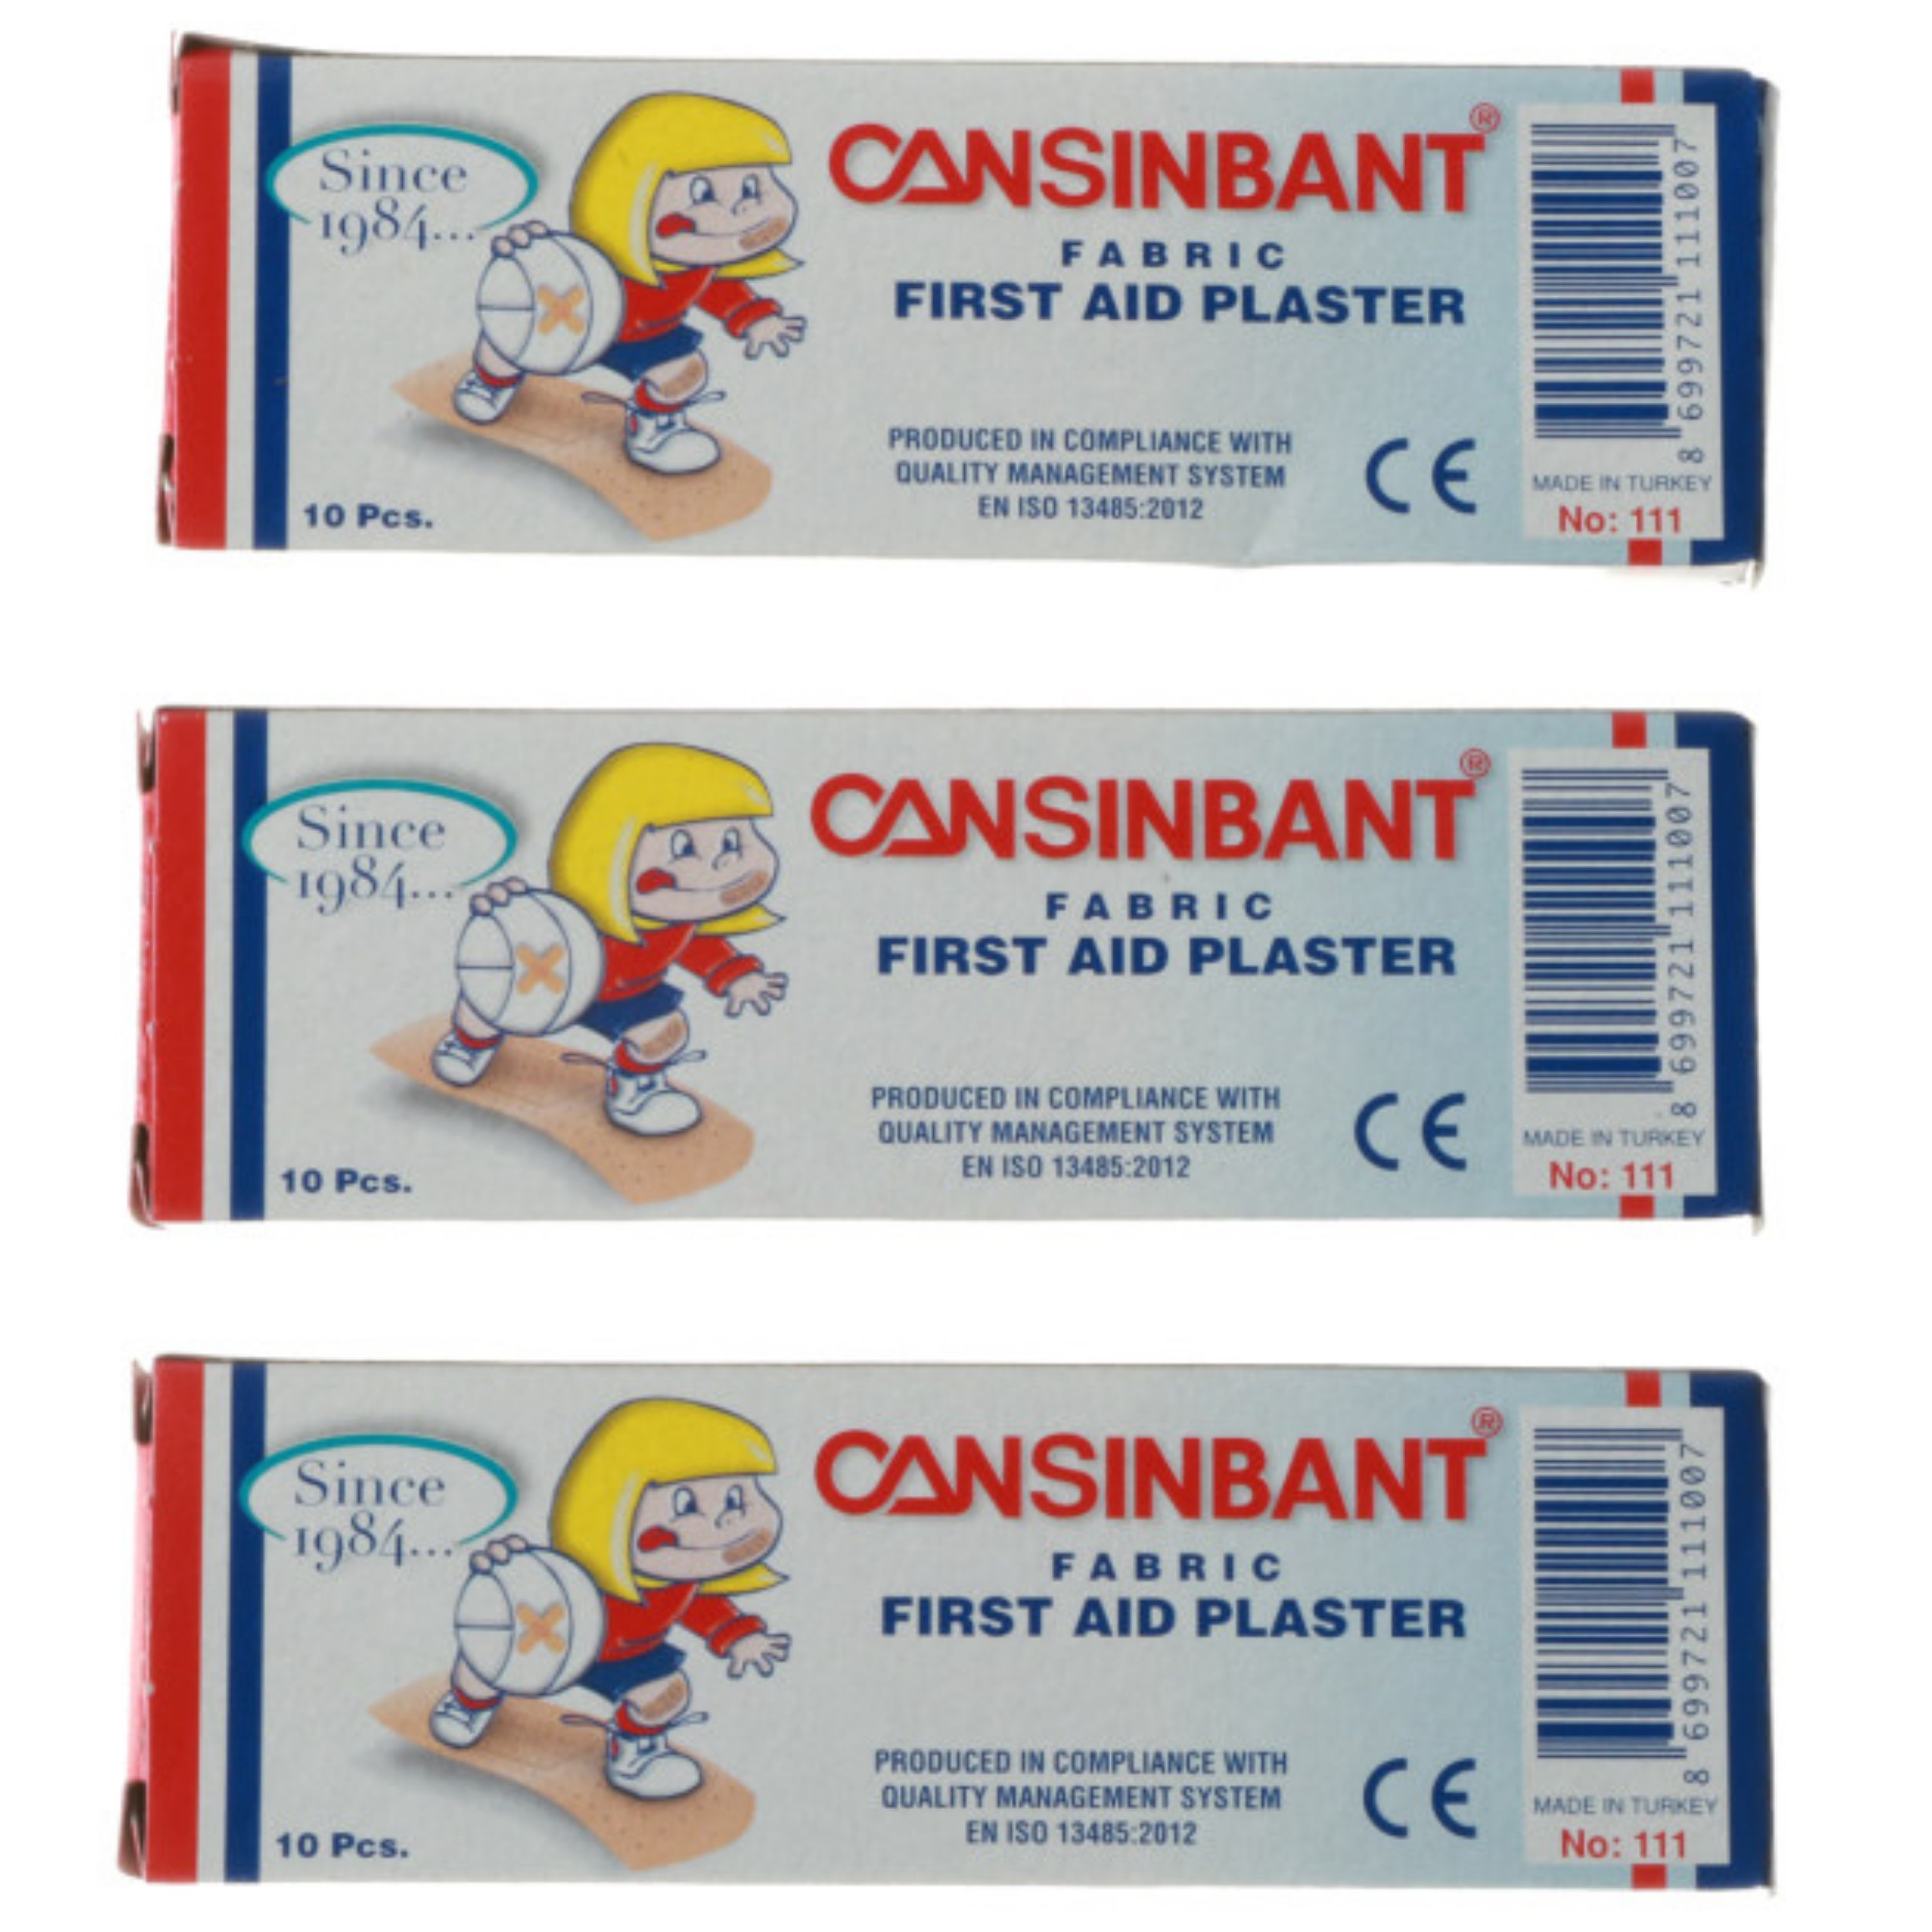 Since
1984...
CANSINBANT®
FABRIC
FIRST AID PLASTER
PRODUCED IN COMPLIANCE WITH
QUALITY MANAGEMENT SYSTEM
EN ISO 13485:2012
CE
10 Pcs.
8 699721 111007
MADE IN TURKEY
No: 111
Since
1984...
CANSINBANT®
FABRIC
FIRST AID PLASTER
PRODUCED IN COMPLIANCE WITH
QUALITY MANAGEMENT SYSTEM
EN ISO 13485:2012
CE
10 Pcs.
8 699721 111007
MADE IN TURKEY
No: 111
Since
1984...
CANSINBANT®
FABRIC
FIRST AID PLASTER
PRODUCED IN COMPLIANCE WITH
QUALITY MANAGEMENT SYSTEM
EN ISO 13485:2012
CE
10 Pcs.
8 699721 111007
MADE IN TURKEY
No: 111